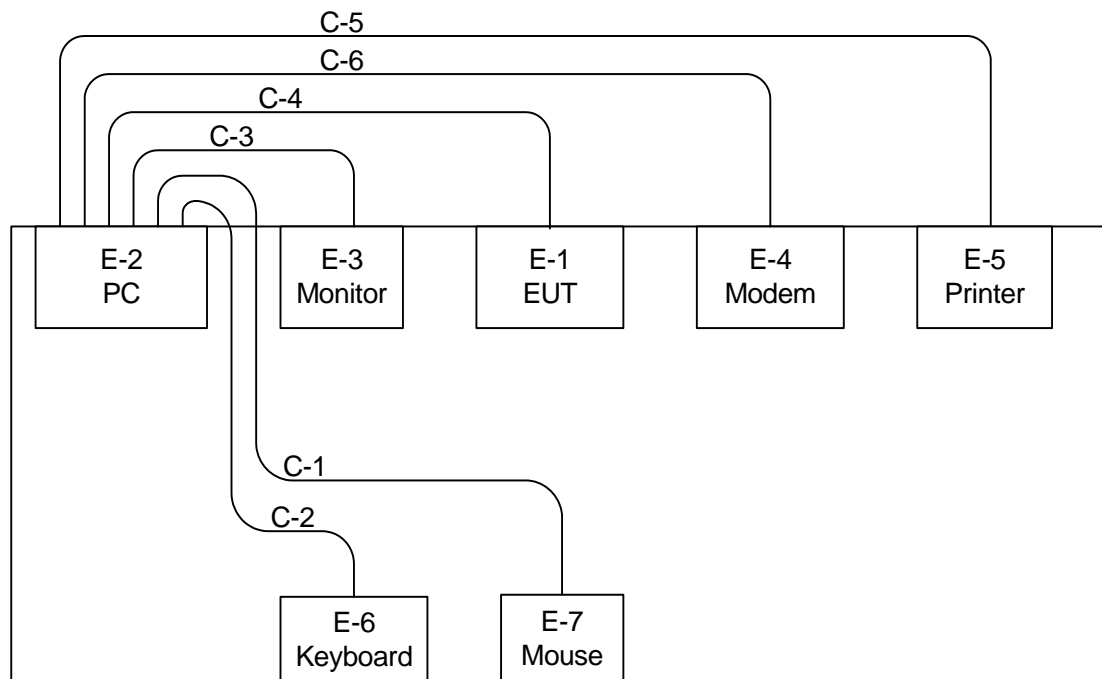 C-5
C-6
C-4
C-3
E-2
PC
E-3
Monitor
E-1
EUT
E-4
Modem
E-5
Printer
C-1
C-2
E-6
Keyboard
E-7
Mouse